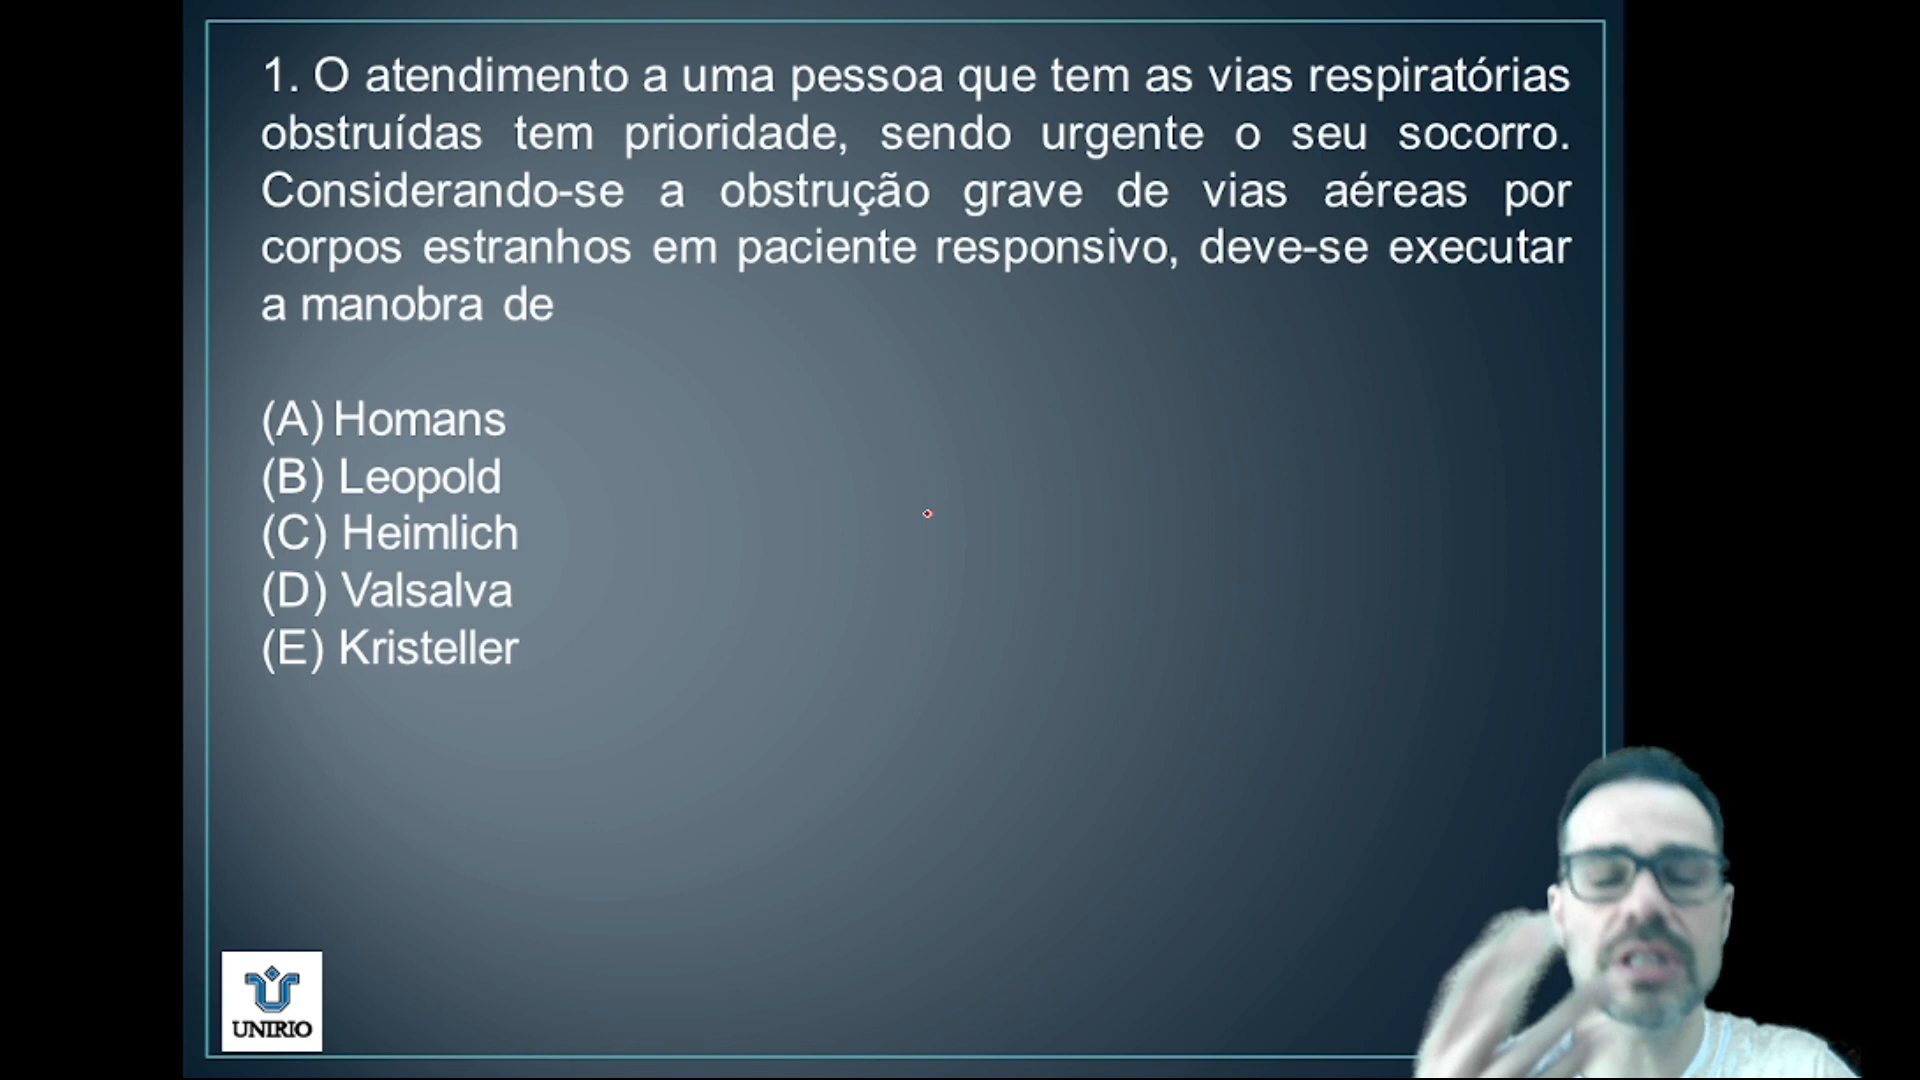 1. O atendimento a uma pessoa que tem as vias respiratórias
obstruídas tem prioridade, sendo urgente o seu socorro.
Considerando-se a obstrução grave de vias aéreas por
corpos estranhos em paciente responsivo, deve-se executar
a manobra de
(A) Homans
(B) Leopold
(C) Heimlich
(D) Valsalva
(E) Kristeller
UNIRIO